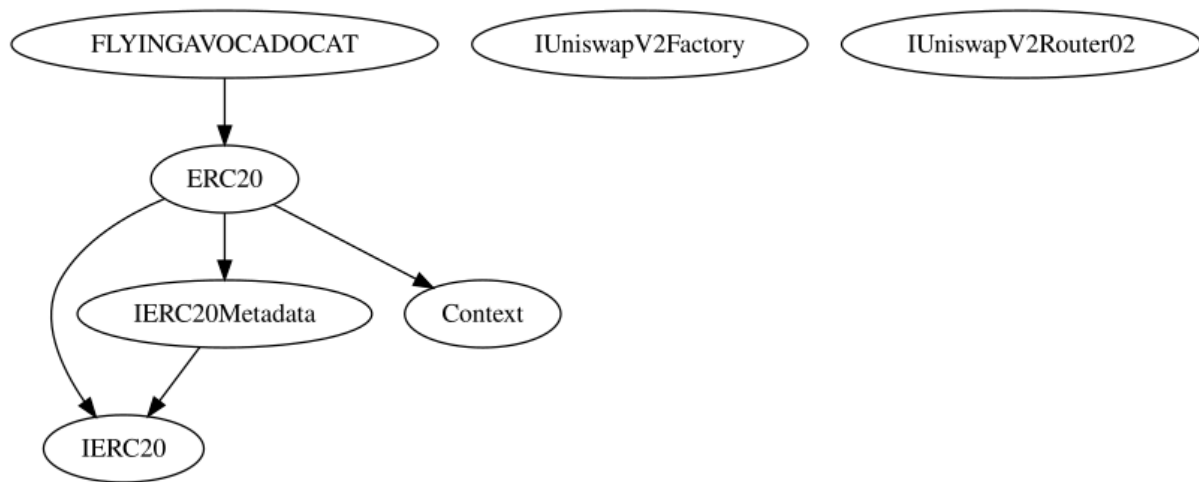 FLYINGAVOCADOCAT
IUniswapV2Factory
IUniswapV2Router02
ERC20
IERC20Metadata
Context
IERC20